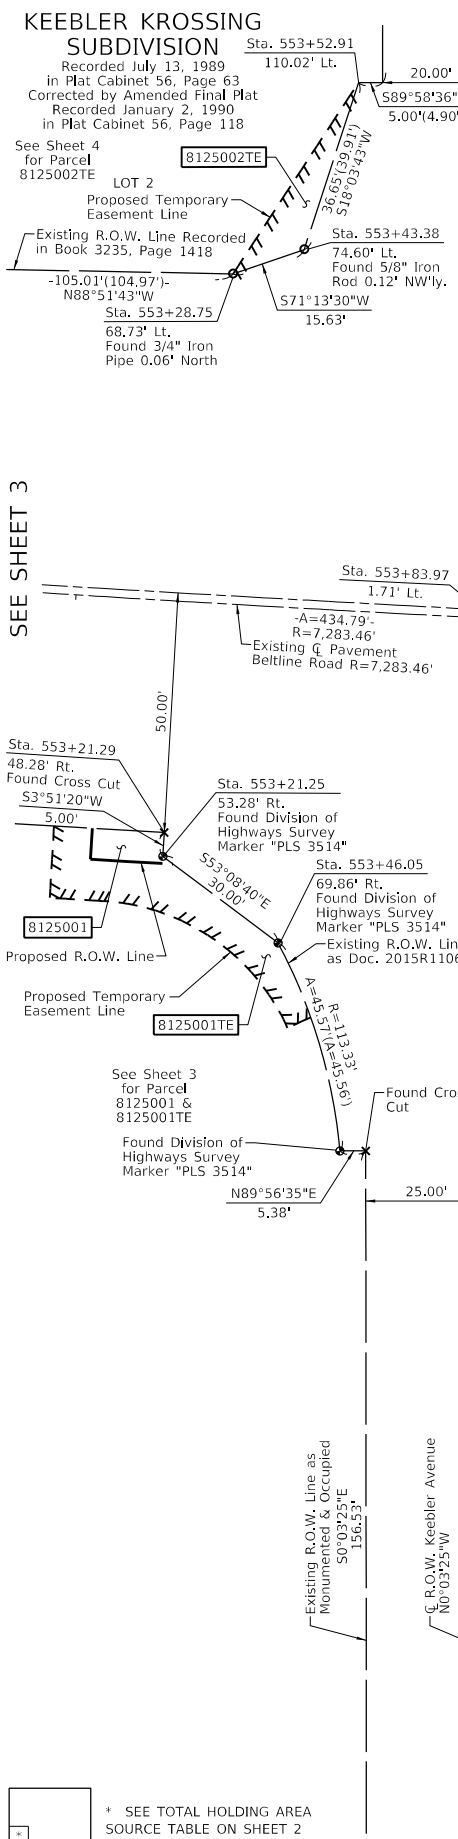 KEEBLER KROSSING
SUBDIVISION
Recorded July 13, 1989
in Plat Cabinet 56, Page 63
Corrected by Amended Final Plat
Recorded January 2, 1990
in Plat Cabinet 56, Page 118
Sta. 553+52.91
110.02' Lt.
20.00'
S89°58'36"
5.00'(4.90'
See Sheet 4
for Parcel
8125002TE
8125002TE
36.65'(39.91')
S18°03'43"W
LOT 2
Proposed Temporary
Easement Line
Existing R.O.W. Line Recorded
in Book 3235, Page 1418
Sta. 553+43.38
74.60' Lt.
Found 5/8" Iron
Rod 0.12' NW'ly.
-105.01'(104.97')-
N88°51'43"W
S71°13'30"W
15.63'
Sta. 553+28.75
68.73' Lt.
Found 3/4" Iron
Pipe 0.06' North
SEE SHEET 3
Sta. 553+83.97
1.71' Lt.
-A=434.79'-
R=7,283.46'
Existing ℄ Pavement
Beltline Road R=7,283.46'
50.00'
Sta. 553+21.29
48.28' Rt.
Found Cross Cut
S3°51'20"W
5.00'
Sta. 553+21.25
53.28' Rt.
Found Division of
Highways Survey
Marker "PLS 3514"
S53°08'40"E
30.00'
Sta. 553+46.05
69.86' Rt.
Found Division of
Highways Survey
Marker "PLS 3514"
8125001
Proposed R.O.W. Line
Existing R.O.W. Lin
as Doc. 2015R1106
Proposed Temporary
Easement Line
8125001TE
R=113.33'
A=45.57'(A=45.56')
See Sheet 3
for Parcel
8125001 &
8125001TE
Found Cros
Cut
Found Division of
Highways Survey
Marker "PLS 3514"
N89°56'35"E
5.38'
25.00'
Existing R.O.W. Line as
Monumented & Occupied
S0°03'25"E
156.53'
℄ R.O.W. Keebler Avenue
N0°03'25"W
*
* SEE TOTAL HOLDING AREA
SOURCE TABLE ON SHEET 2